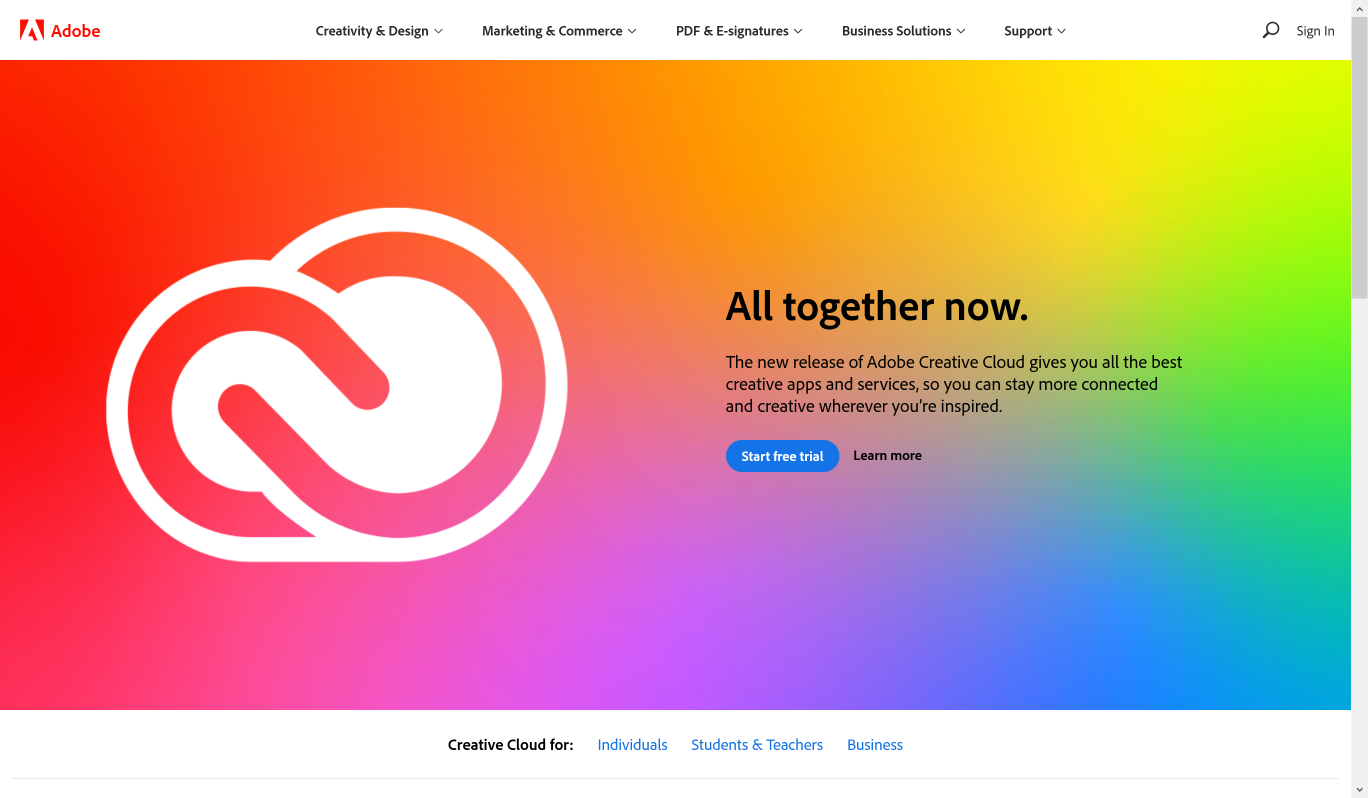 Adobe
Creativity & Design
Marketing & Commerce
PDF & E-signatures
Business Solutions
Support
Sign In
All together now.
The new release of Adobe Creative Cloud gives you all the best
creative apps and services, so you can stay more connected
and creative wherever you’re inspired.
Start free trial
Learn more
Creative Cloud for:
Individuals
Students & Teachers
Business